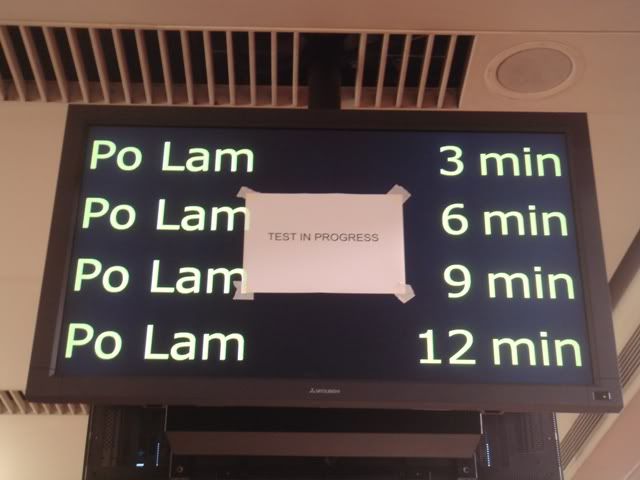 Po Lam 3 min
Po Lam 6 min
TEST IN PROGRESS
Po Lam 9 min
Po Lam 12 min
MITSUBISHI